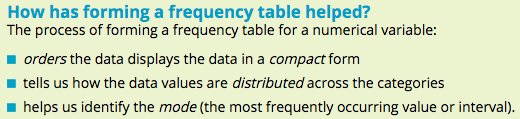 How has forming a frequency table helped?
The process of forming a frequency table for a numerical variable:
■ orders the data displays the data in a compact form
■ tells us how the data values are distributed across the categories
■ helps us identify the mode (the most frequently occurring value or interval).